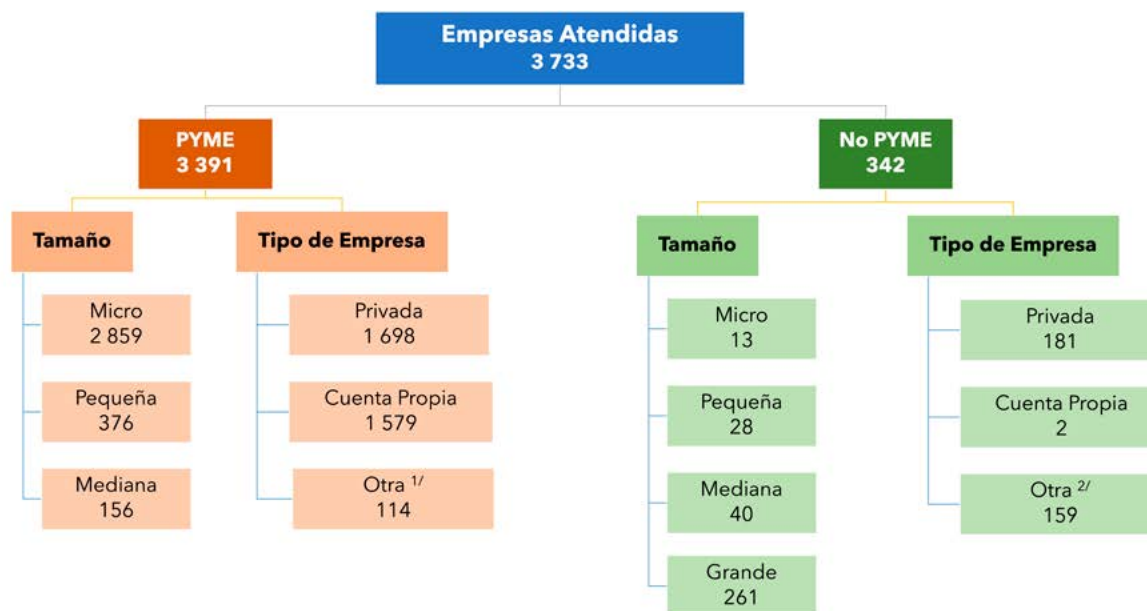 Empresas Atendidas
3 733
PYME
3 391
No PYME
342
Tamaño
Tipo de Empresa
Micro
2 859
Privada
1 698
Pequeña
376
Cuenta Propia
1 579
Mediana
156
Otra 1/
114
Tamaño
Tipo de Empresa
Micro
13
Privada
181
Pequeña
28
Cuenta Propia
2
Mediana
40
Otra 2/
159
Grande
261